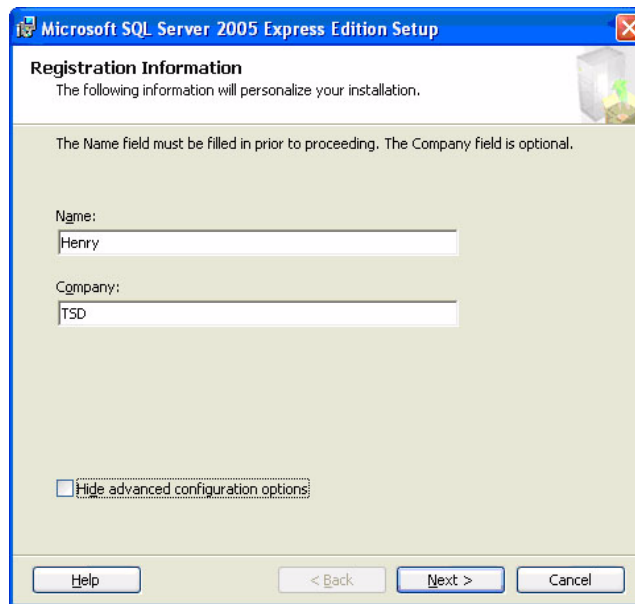 Microsoft SQL Server 2005 Express Edition Setup
Registration Information
The following information will personalize your installation.
The Name field must be filled in prior to proceeding. The Company field is optional.
Name:
Henry
Company:
TSD
Hide advanced configuration options
Help
< Back
Next >
Cancel